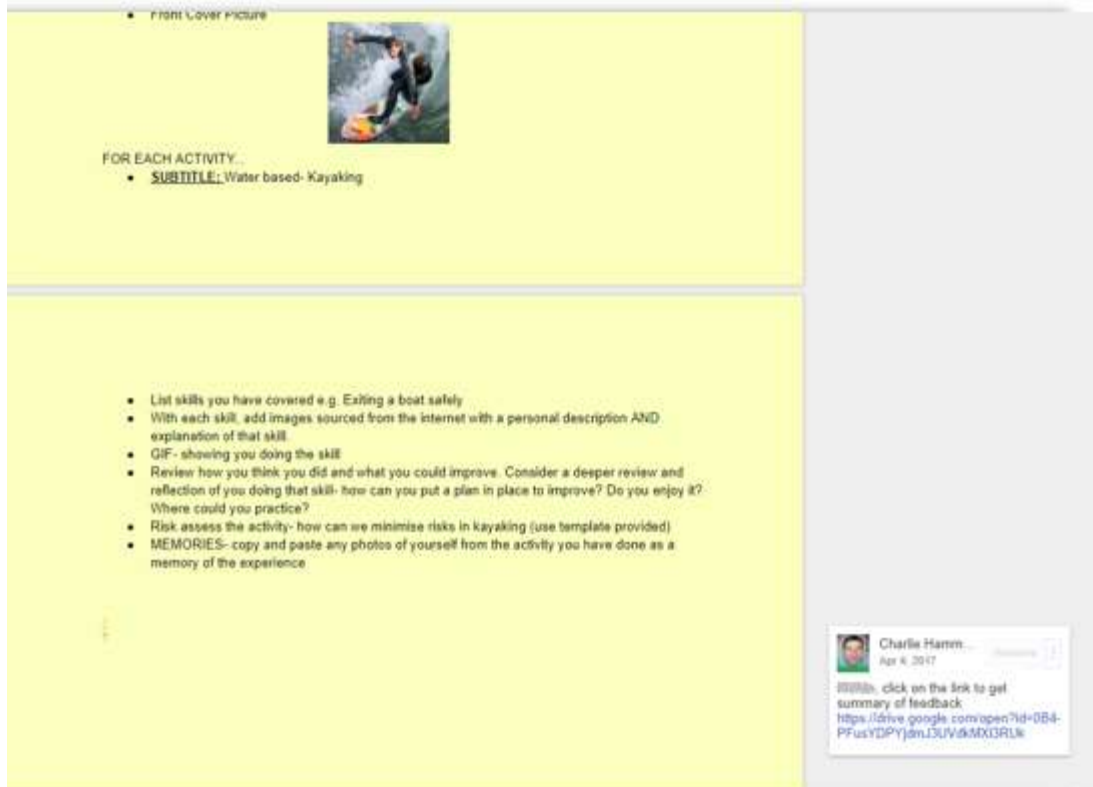 Front Cover Picture
FOR EACH ACTIVITY...
SUBTITLE: Water based- Kayaking
List skills you have covered e.g. Exiting a boat safely
With each skill, add images sourced from the internet with a personal description AND
explanation of that skill.
GIF- showing you doing the skill
Review how you think you did and what you could improve. Consider a deeper review and
reflection of you doing that skill- how can you put a plan in place to improve? Do you enjoy it?
Where could you practice?
Risk assess the activity- how can we minimise risks in kayaking (use template provided)
MEMORIES- copy and paste any photos of yourself from the activity you have done as a
memory of the experience
Charlie Hamm...
Apr 2017
click on the link to get
summary of feedback